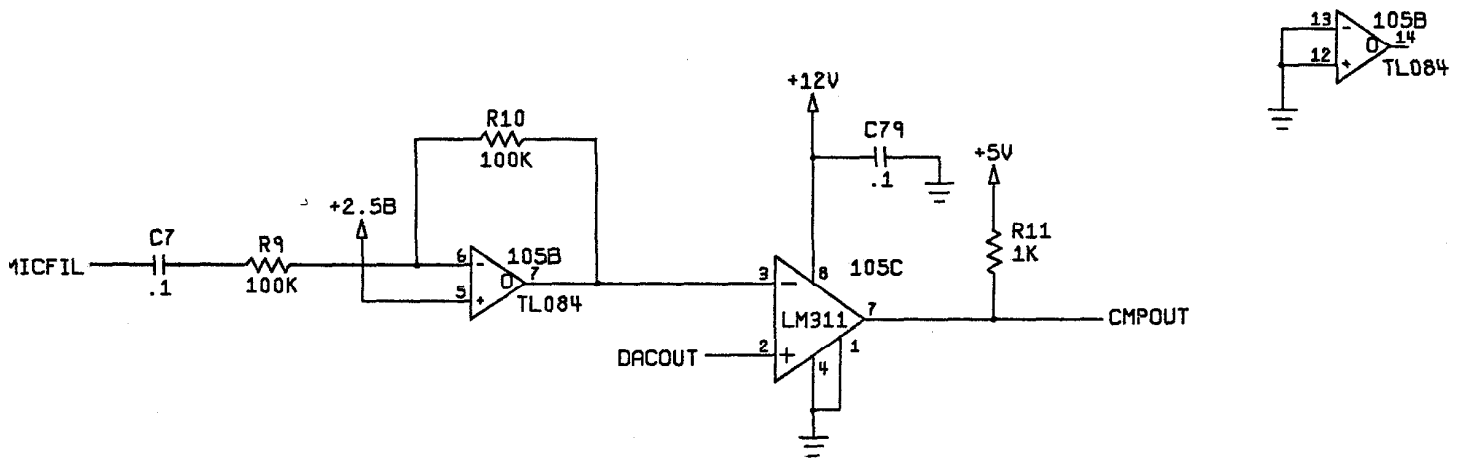 13
105B
-
O
14
12
+
TL084
+12V
R10
100K
C79
.1
+5V
+2.5B
C7
.1
R9
100K
R11
1K
6
-
105B
O
7
5
+
TL084
3
-
8
105C
LM311
7
CMPOUT
DACOUT
2
+
1
4